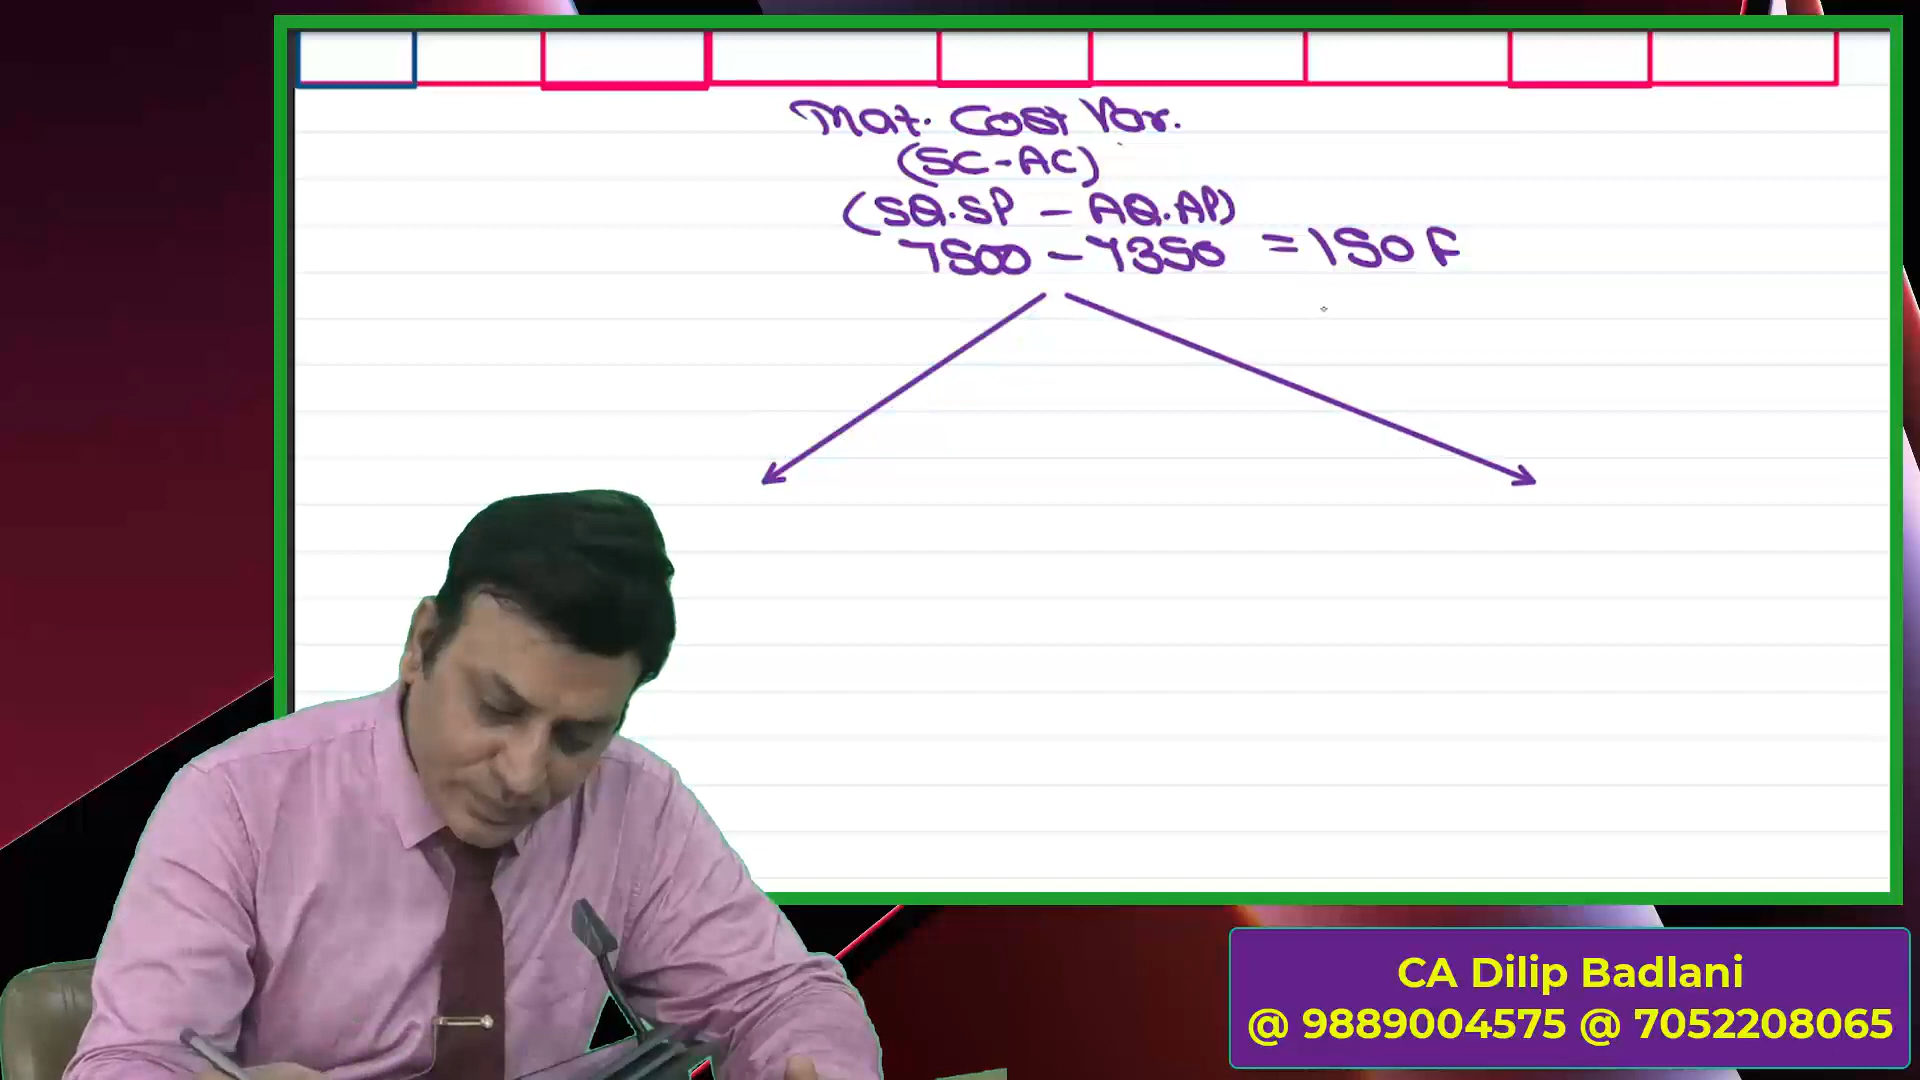 Mat. Cost Var.
(SC-AC)
(SQ.SP - AQ.AP)
7500 - 7350 = 150 F
CA Dilip Badlani
@ 9889004575 @ 7052208065